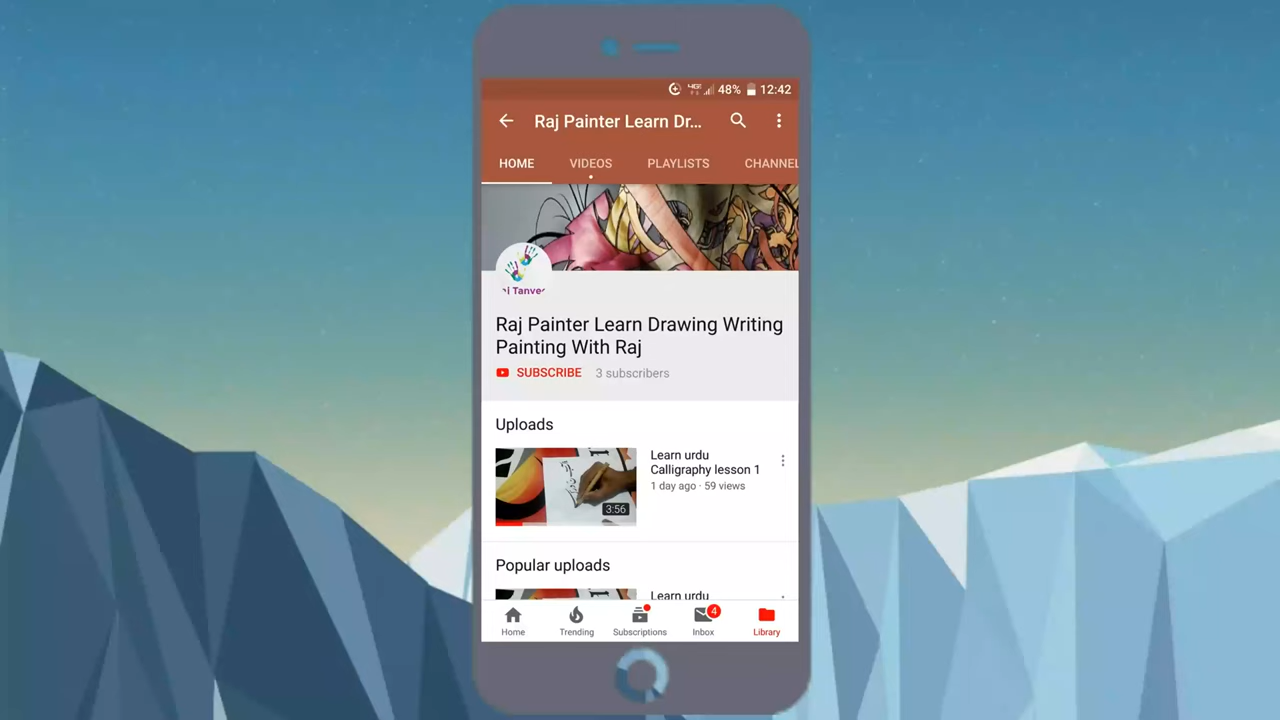 48% 12:42
Raj Painter Learn Dr...
HOME VIDEOS PLAYLISTS CHANNEL
Raj Painter Learn Drawing Writing
Painting With Raj
SUBSCRIBE 3 subscribers
Uploads
Learn urdu
Calligraphy lesson 1
1 day ago · 59 views
3:56
Popular uploads
Learn urdu
4
Home Trending Subscriptions Inbox Library